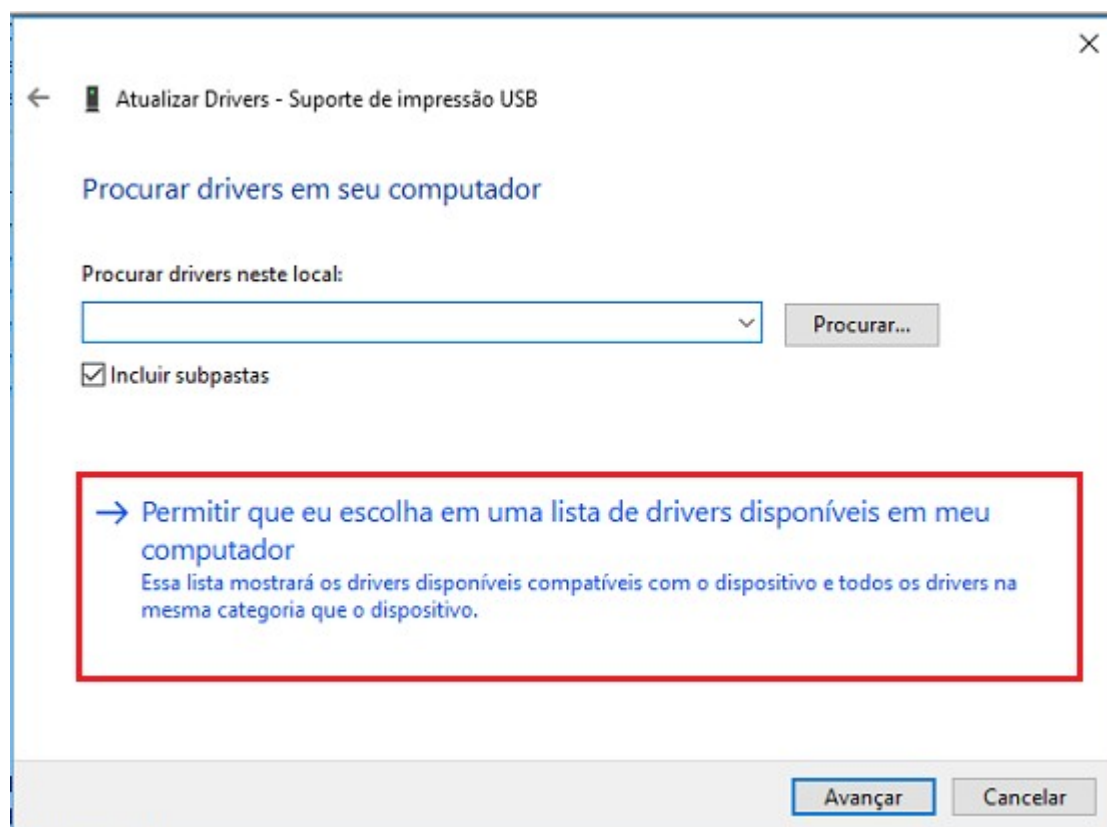 Atualizar Drivers - Suporte de impressão USB
Procurar drivers em seu computador
Procurar drivers neste local:
Procurar...
Incluir subpastas
Permitir que eu escolha em uma lista de drivers disponíveis em meu
computador
Essa lista mostrará os drivers disponíveis compatíveis com o dispositivo e todos os drivers na
mesma categoria que o dispositivo.
Avançar
Cancelar